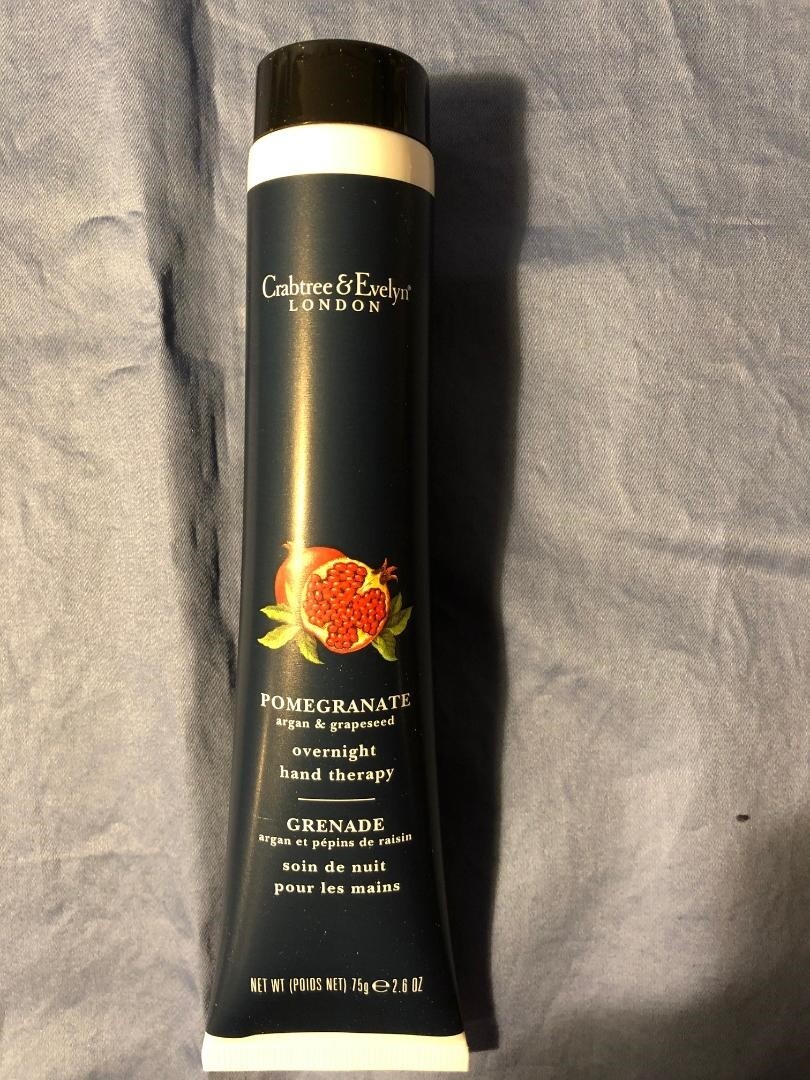 Crabtree & Evelyn®
LONDON
POMEGRANATE
argan & grapeseed
overnight
hand therapy
GRENADE
argan et pépins de raisin
soin de nuit
pour les mains
NET WT (POIDS NET) 75g ℮ 2.6 OZ